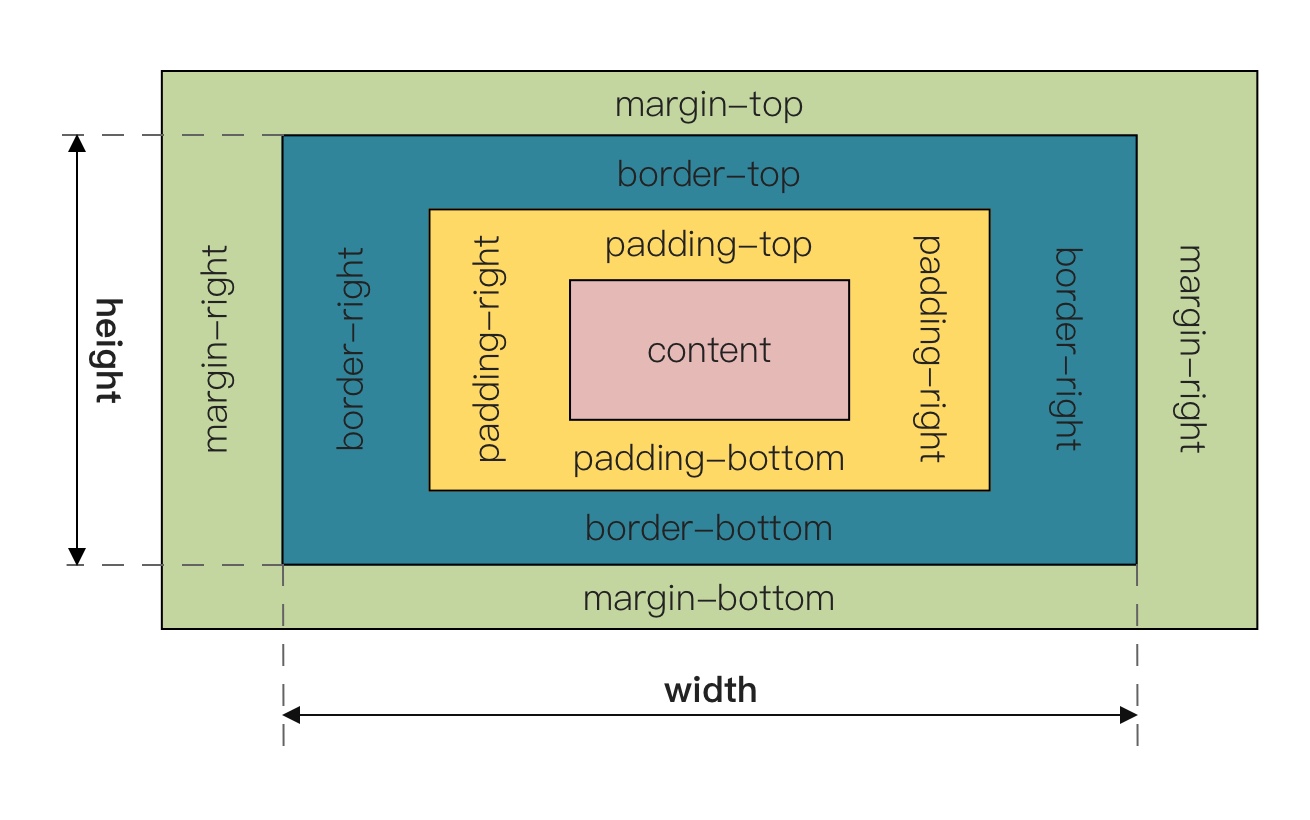 margin–top
border–top
padding–top
height
margin–right
border–right
padding–right
content
padding–right
border–right
margin–right
padding–bottom
border–bottom
margin–bottom
width